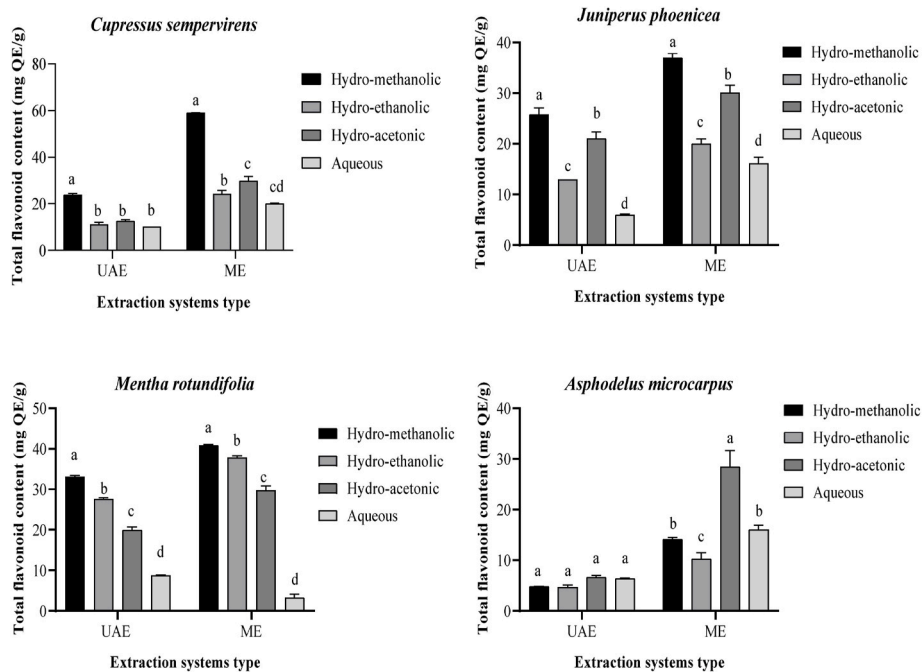 Cupressus sempervirens
Total flavonoid content (mg QE/g)
80
60
40
20
0
a
b
b
b
a
b
c
cd
UAE
ME
Extraction systems type
Hydro-methanolic
Hydro-ethanolic
Hydro-acetonic
Aqueous
Juniperus phoenicea
Total flavonoid content (mg QE/g)
40
30
20
10
0
a
c
b
d
a
c
b
d
UAE
ME
Extraction systems type
Hydro-methanolic
Hydro-ethanolic
Hydro-acetonic
Aqueous
Mentha rotundifolia
Total flavonoid content (mg QE/g)
50
40
30
20
10
0
a
b
c
d
a
b
c
d
UAE
ME
Extraction systems type
Hydro-methanolic
Hydro-ethanolic
Hydro-acetonic
Aqueous
Asphodelus microcarpus
Total flavonoid content (mg QE/g)
40
30
20
10
0
a
a
a
a
b
c
a
b
UAE
ME
Extraction systems type
Hydro-methanolic
Hydro-ethanolic
Hydro-acetonic
Aqueous